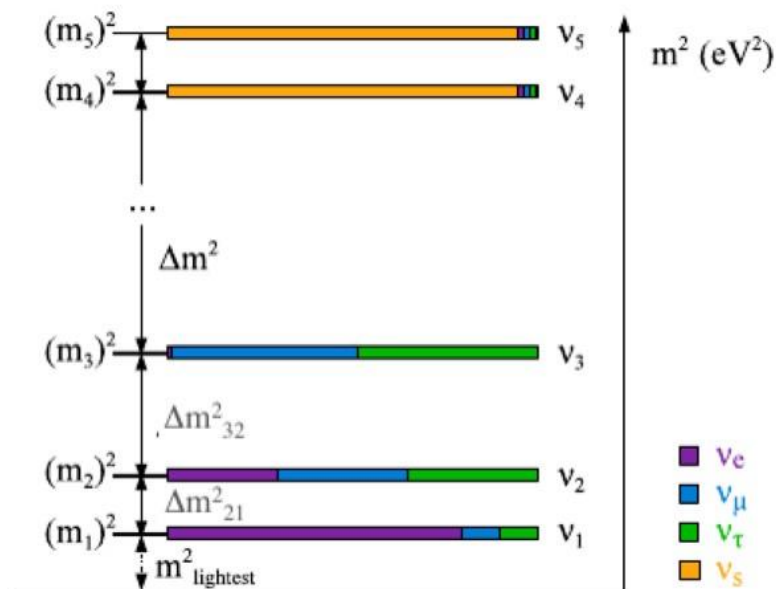 (m₅)² ν₅
m² (eV²)
(m₄)² ν₄
...
Δm²
(m₃)² ν₃
Δm²₃₂
(m₂)² ν₂
Δm²₂₁
(m₁)² ν₁
m²lightest
νe
νμ
ντ
νs